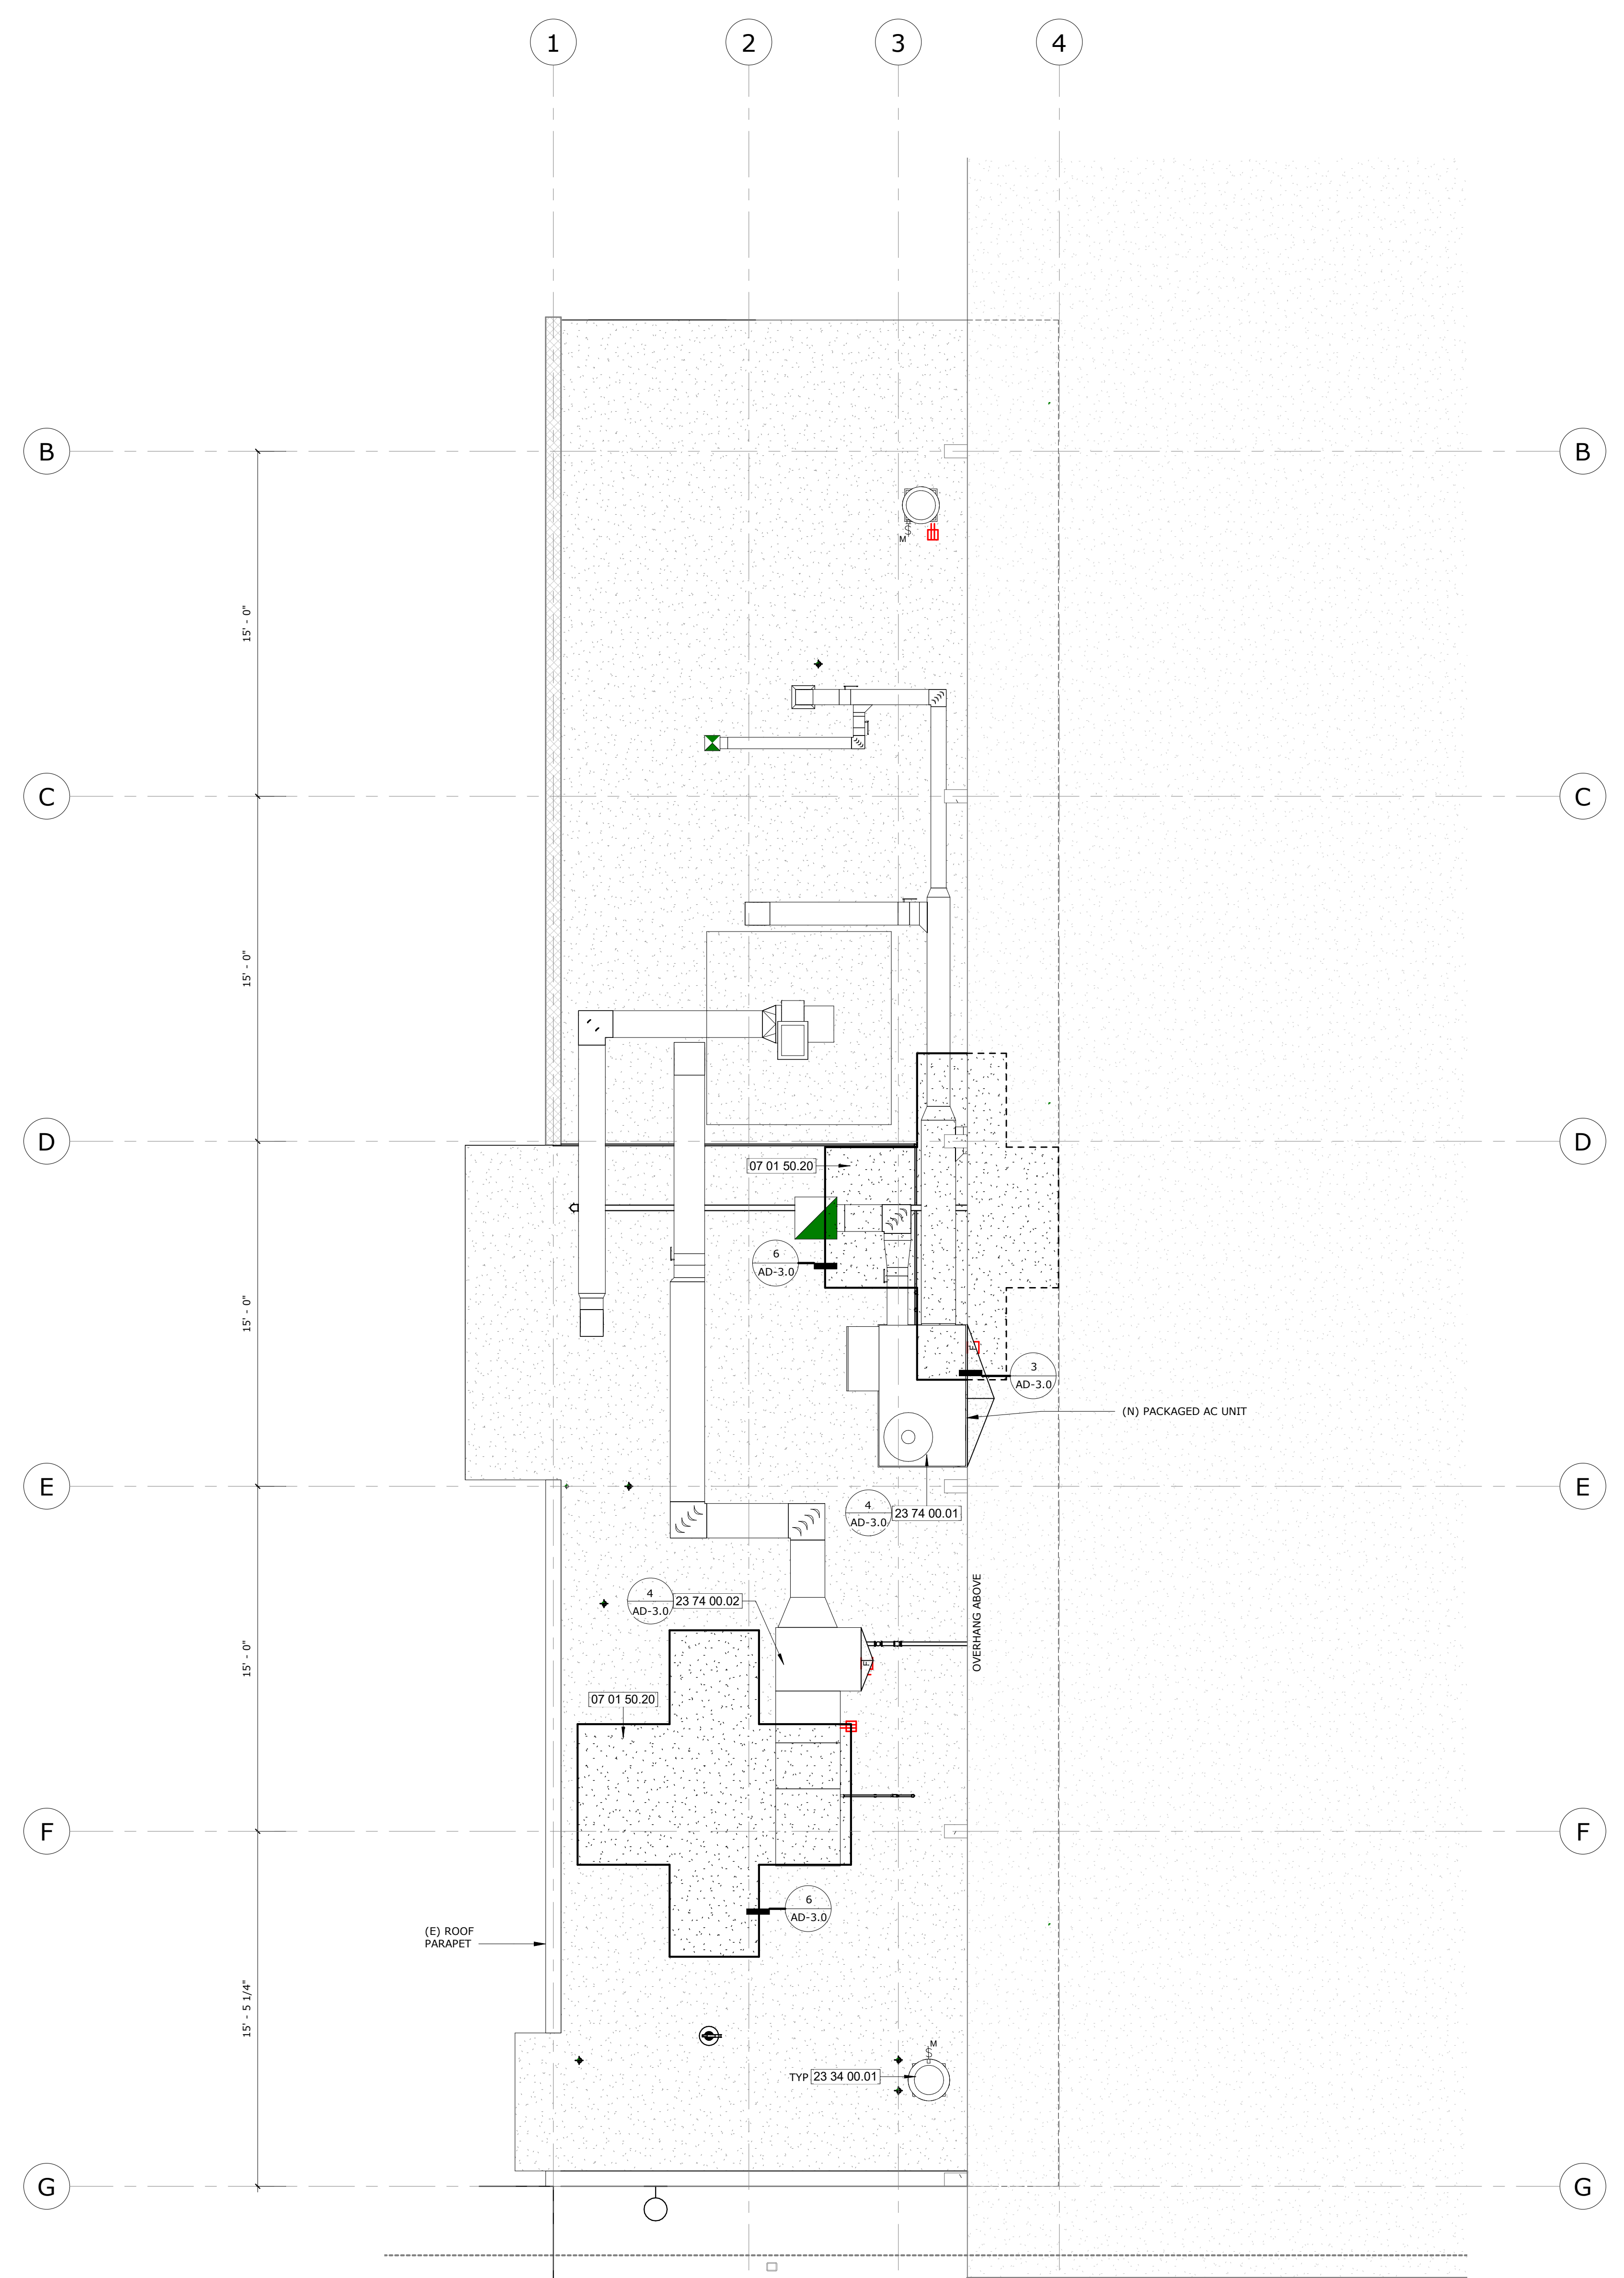 1
2
3
4
B
B
M
15' - 0"
C
C
15' - 0"
D
D
07 01 50.20
6
AD-3.0
15' - 0"
F
3
AD-3.0
(N) PACKAGED AC UNIT
E
E
4
AD-3.0
23 74 00.01
4
AD-3.0
23 74 00.02
OVERHANG ABOVE
15' - 0"
F
07 01 50.20
F
F
6
AD-3.0
(E) ROOF
PARAPET
15' - 5 1/4"
M
TYP
23 34 00.01
G
G